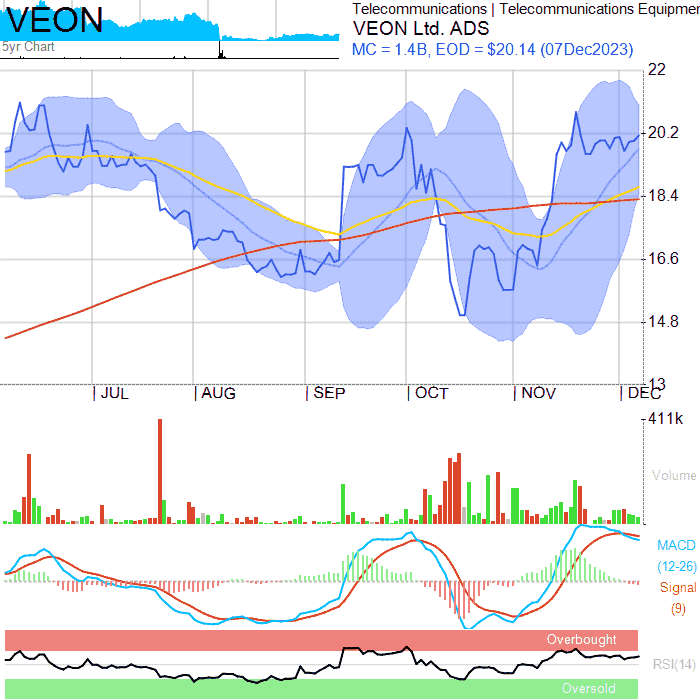 VEON
5yr Chart
Telecommunications | Telecommunications Equipmen
VEON Ltd. ADS
MC = 1.4B, EOD = $20.14 (07Dec2023)
22
20.2
18.4
16.6
14.8
13
JUL AUG SEP OCT NOV DEC
411k
Volume
MACD
(12-26)
Signal
(9)
Overbought
RSI(14)
Oversold